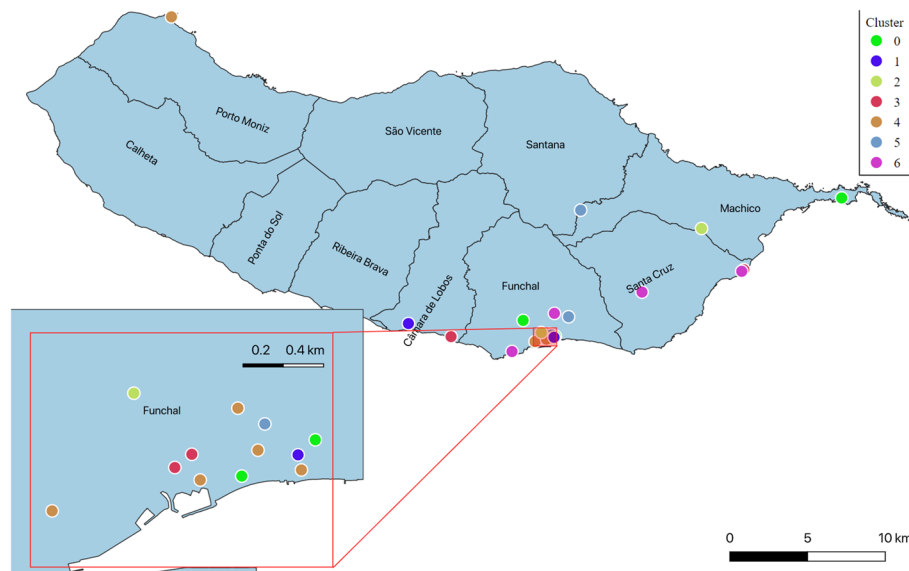 Cluster
0
1
2
3
4
5
6
Porto Moniz
São Vicente
Santana
Calheta
Machico
Ponta do Sol
Ribeira Brava
Câmara de Lobos
Funchal
Santa Cruz
0.2 0.4 km
Funchal
0 5 10 km